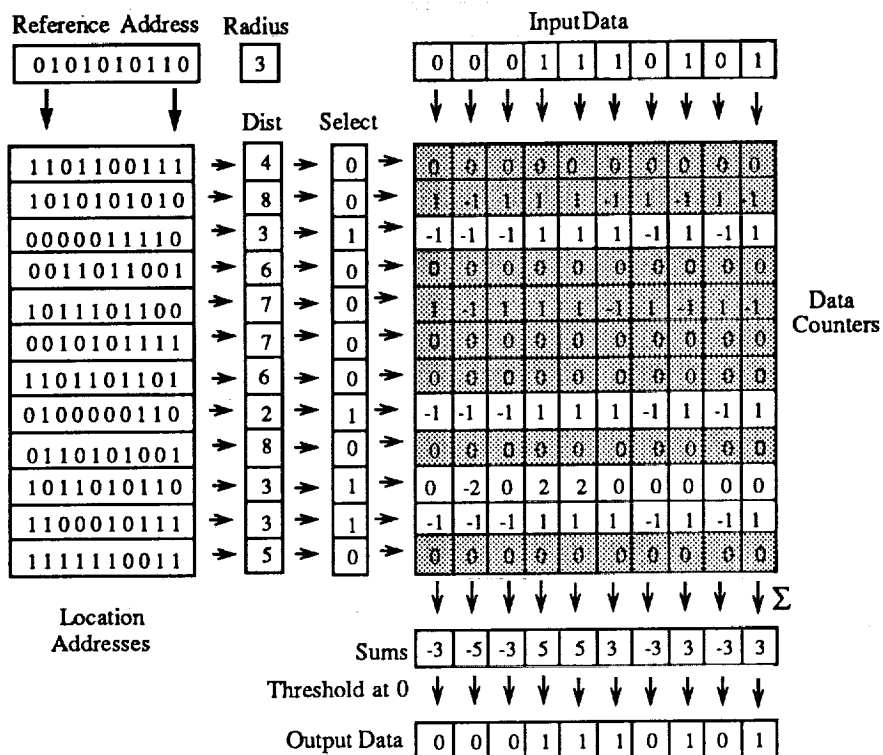 Reference Address Radius Input Data
0101010110 3 0 0 0 1 1 1 0 1 0 1
Dist Select
1101100111 4 0 0 0 0 0 0 0 0 0 0 0
1010101010 8 0 1 -1 1 1 1 -1 1 -1 1 -1
0000011110 3 1 -1 -1 -1 1 1 1 -1 1 -1 1
0011011001 6 0 0 0 0 0 0 0 0 0 0 0
1011101100 7 0 1 -1 1 1 1 -1 1 -1 1 -1
Data
Counters
0010101111 7 0 0 0 0 0 0 0 0 0 0 0
1101101101 6 0 0 0 0 0 0 0 0 0 0 0
0100000110 2 1 -1 -1 -1 1 1 1 -1 1 -1 1
0110101001 8 0 0 0 0 0 0 0 0 0 0 0
1011010110 3 1 0 -2 0 2 2 0 0 0 0 0
1100010111 3 1 -1 -1 -1 1 1 1 -1 1 -1 1
1111110011 5 0 0 0 0 0 0 0 0 0 0 0
Σ
Location
Addresses
Sums -3 -5 -3 5 5 3 -3 3 -3 3
Threshold at 0
Output Data 0 0 0 1 1 1 0 1 0 1